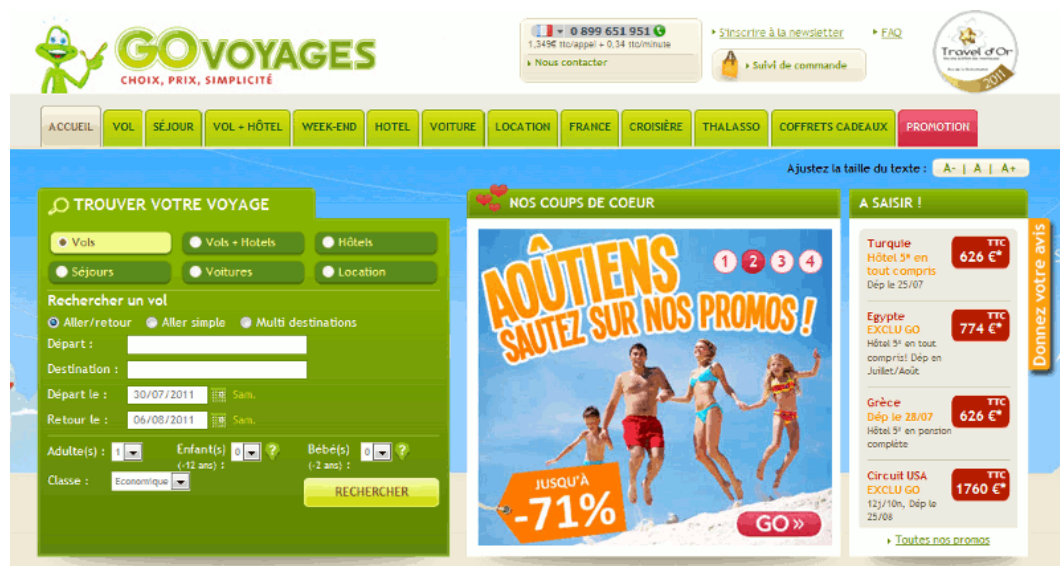 GOVOYAGES
CHOIX, PRIX, SIMPLICITÉ
0 899 651 951
1,349€ ttc/appel + 0,34 ttc/minute
Nous contacter
S'inscrire à la newsletter
FAQ
Suivi de commande
Travel d'Or
2011
ACCUEIL VOL SÉJOUR VOL + HÔTEL WEEK-END HOTEL VOITURE LOCATION FRANCE CROISIÈRE THALASSO COFFRETS CADEAUX PROMOTION
Ajustez la taille du texte : A- | A | A+
TROUVER VOTRE VOYAGE
Vols Vols + Hotels Hôtels
Séjours Voitures Location
Rechercher un vol
Aller/retour Aller simple Multi destinations
Départ :
Destination :
Départ le : 30/07/2011 Sam.
Retour le : 06/08/2011 Sam.
Adulte(s) : 1 Enfant(s) 0 ? Bébé(s) 0 ?
(-12 ans) : (-2 ans) :
Classe : Economique
RECHERCHER
NOS COUPS DE COEUR
1 2 3 4
AOÛTIENS
SAUTEZ SUR NOS PROMOS !
JUSQU'À
-71%
GO »
A SAISIR !
Turquie
Hôtel 5* en
tout compris
Dép le 25/07
TTC
626 €*
Egypte
EXCLU GO
Hôtel 5* en tout
compris! Dép en
Juillet/Août
TTC
774 €*
Grèce
Dép le 28/07
Hôtel 5* en pension
complète
TTC
626 €*
Circuit USA
EXCLU GO
12j/10n, Dép le
25/08
TTC
1760 €*
Toutes nos promos
Donnez votre avis